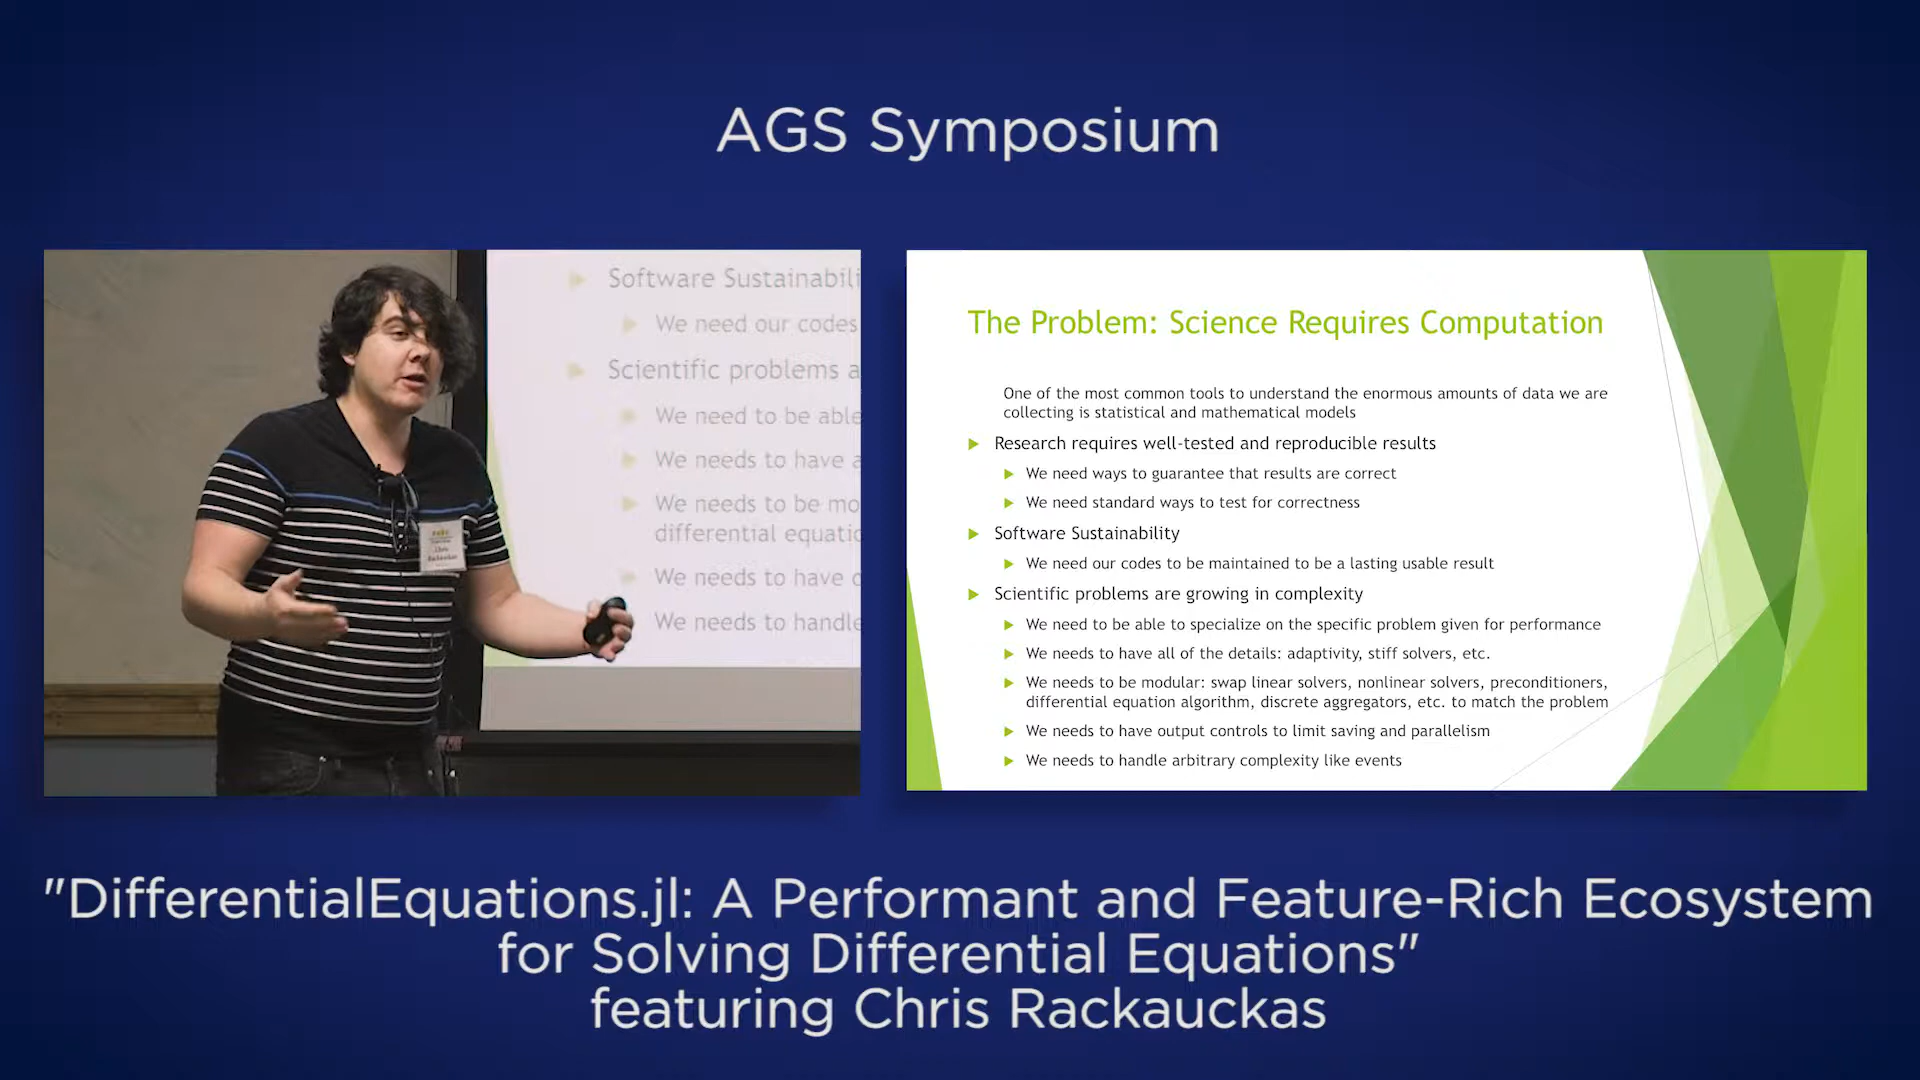 AGS Symposium
Software Sustainabili
We need our codes
Scientific problems a
We need to be able
We needs to have a
We needs to be mo
differential equatio
We needs to have o
We needs to handle
Chris
Rackauckas
The Problem: Science Requires Computation
One of the most common tools to understand the enormous amounts of data we are
collecting is statistical and mathematical models
Research requires well-tested and reproducible results
We need ways to guarantee that results are correct
We need standard ways to test for correctness
Software Sustainability
We need our codes to be maintained to be a lasting usable result
Scientific problems are growing in complexity
We need to be able to specialize on the specific problem given for performance
We needs to have all of the details: adaptivity, stiff solvers, etc.
We needs to be modular: swap linear solvers, nonlinear solvers, preconditioners,
differential equation algorithm, discrete aggregators, etc. to match the problem
We needs to have output controls to limit saving and parallelism
We needs to handle arbitrary complexity like events
"DifferentialEquations.jl: A Performant and Feature-Rich Ecosystem
for Solving Differential Equations"
featuring Chris Rackauckas